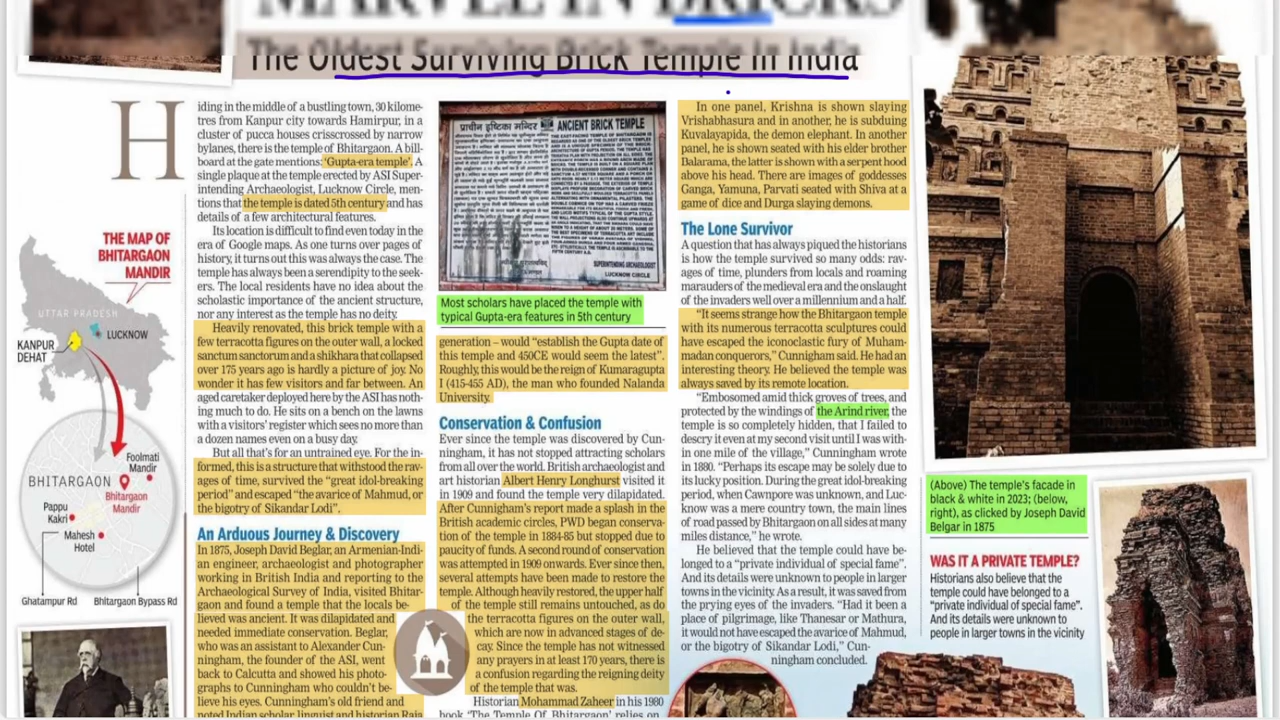 MARVEL IN BRICKS
The Oldest Surviving Brick Temple In India
Hiding in the middle of a bustling town, 30 kilome-
tres from Kanpur city towards Hamirpur, in a
cluster of pucca houses crisscrossed by narrow
bylanes, there is the temple of Bhitargaon. A bill-
board at the gate mentions: ‘Gupta-era temple’. A
single plaque at the temple erected by ASI Super-
intending Archaeologist, Lucknow Circle, men-
tions that the temple is dated 5th century and has
details of a few architectural features.
Its location is difficult to find even today in the
era of Google maps. As one turns over pages of
history, it turns out this was always the case. The
temple has always been a serendipity to the seek-
ers. The local residents have no idea about the
scholastic importance of the ancient structure,
nor any interest as the temple has no deity.
Heavily renovated, this brick temple with a
few terracotta figures on the outer wall, a locked
sanctum sanctorum and a shikhara that collapsed
over 175 years ago is hardly a picture of joy. No
wonder it has few visitors and far between. An
aged caretaker deployed here by the ASI has noth-
ing much to do. He sits on a bench on the lawns
with a visitors’ register which sees no more than
a dozen names even on a busy day.
But all that’s for an untrained eye. For the in-
formed, this is a structure that withstood the rav-
ages of time, survived the “great idol-breaking
period” and escaped “the avarice of Mahmud, or
the bigotry of Sikandar Lodi”.
An Arduous Journey & Discovery
In 1875, Joseph David Beglar, an Armenian-Indi-
an engineer, archaeologist and photographer
working in British India and reporting to the
Archaeological Survey of India, visited Bhitar-
gaon and found a temple that the locals be-
lieved was ancient. It was dilapidated and
needed immediate conservation. Beglar,
who was an assistant to Alexander Cun-
ningham, the founder of the ASI, went
back to Calcutta and showed his photo-
graphs to Cunningham who couldn’t be-
lieve his eyes. Cunningham’s old friend and
noted Indian scholar, linguist and historian Raja
THE MAP OF
BHITARGAON
MANDIR
UTTAR PRADESH
LUCKNOW
KANPUR
DEHAT
BHITARGAON
Foolmati
Mandir
Bhitargaon
Mandir
Pappu
Kakri
Mahesh
Hotel
Ghatampur Rd
Bhitargaon Bypass Rd
प्राचीन इष्टिका मन्दिर
ANCIENT BRICK TEMPLE
SUPERINTENDING ARCHAEOLOGIST
LUCKNOW CIRCLE
Most scholars have placed the temple with
typical Gupta-era features in 5th century
generation – would “establish the Gupta date of
this temple and 450CE would seem the latest”.
Roughly, this would be the reign of Kumaragupta
I (415-455 AD), the man who founded Nalanda
University.
Conservation & Confusion
Ever since the temple was discovered by Cun-
ningham, it has not stopped attracting scholars
from all over the world. British archaeologist and
art historian Albert Henry Longhurst visited it
in 1909 and found the temple very dilapidated.
After Cunnigham’s report made a splash in the
British academic circles, PWD began conserva-
tion of the temple in 1884-85 but stopped due to
paucity of funds. A second round of conservation
was attempted in 1909 onwards. Ever since then,
several attempts have been made to restore the
temple. Although heavily restored, the upper half
of the temple still remains untouched, as do
the terracotta figures on the outer wall,
which are now in advanced stages of de-
cay. Since the temple has not witnessed
any prayers in at least 170 years, there is
a confusion regarding the reigning deity
of the temple that was.
Historian Mohammad Zaheer in his 1980
book ‘The Temple Of Bhitargaon’ relies on
In one panel, Krishna is shown slaying
Vrishabhasura and in another, he is subduing
Kuvalayapida, the demon elephant. In another
panel, he is shown seated with his elder brother
Balarama, the latter is shown with a serpent hood
above his head. There are images of goddesses
Ganga, Yamuna, Parvati seated with Shiva at a
game of dice and Durga slaying demons.
The Lone Survivor
A question that has always piqued the historians
is how the temple survived so many odds: rav-
ages of time, plunders from locals and roaming
marauders of the medieval era and the onslaught
of the invaders well over a millennium and a half.
“It seems strange how the Bhitargaon temple
with its numerous terracotta sculptures could
have escaped the iconoclastic fury of Muham-
madan conquerors,” Cunnigham said. He had an
interesting theory. He believed the temple was
always saved by its remote location.
“Embosomed amid thick groves of trees, and
protected by the windings of the Arind river, the
temple is so completely hidden, that I failed to
descry it even at my second visit until I was with-
in one mile of the village,” Cunningham wrote
in 1880. “Perhaps its escape may be solely due to
its lucky position. During the great idol-breaking
period, when Cawnpore was unknown, and Luc-
know was a mere country town, the main lines
of road passed by Bhitargaon on all sides at many
miles distance,” he wrote.
He believed that the temple could have be-
longed to a “private individual of special fame”.
And its details were unknown to people in larger
towns in the vicinity. As a result, it was saved from
the prying eyes of the invaders. “Had it been a
place of pilgrimage, like Thanesar or Mathura,
it would not have escaped the avarice of Mahmud,
or the bigotry of Sikandar Lodi,” Cun-
ningham concluded.
(Above) The temple’s facade in
black & white in 2023; (below,
right), as clicked by Joseph David
Belgar in 1875
WAS IT A PRIVATE TEMPLE?
Historians also believe that the
temple could have belonged to a
“private individual of special fame”.
And its details were unknown to
people in larger towns in the vicinity